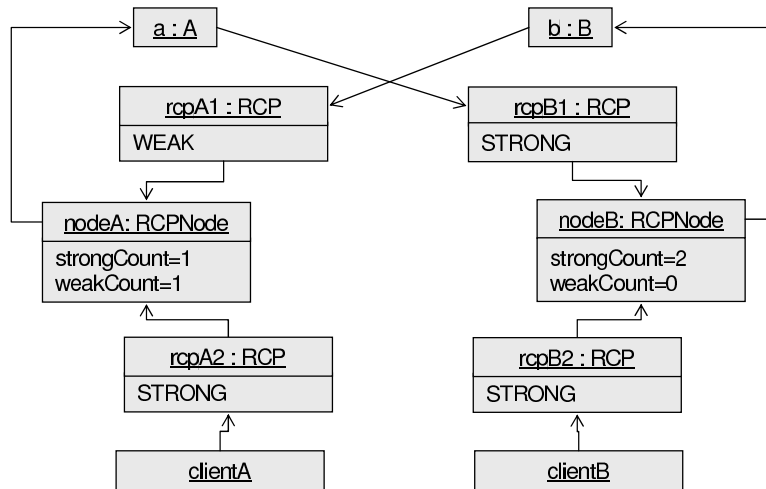 a : A
b : B
rcpA1 : RCP
WEAK
rcpB1 : RCP
STRONG
nodeA: RCPNode
strongCount=1
weakCount=1
nodeB: RCPNode
strongCount=2
weakCount=0
rcpA2 : RCP
STRONG
rcpB2 : RCP
STRONG
clientA
clientB